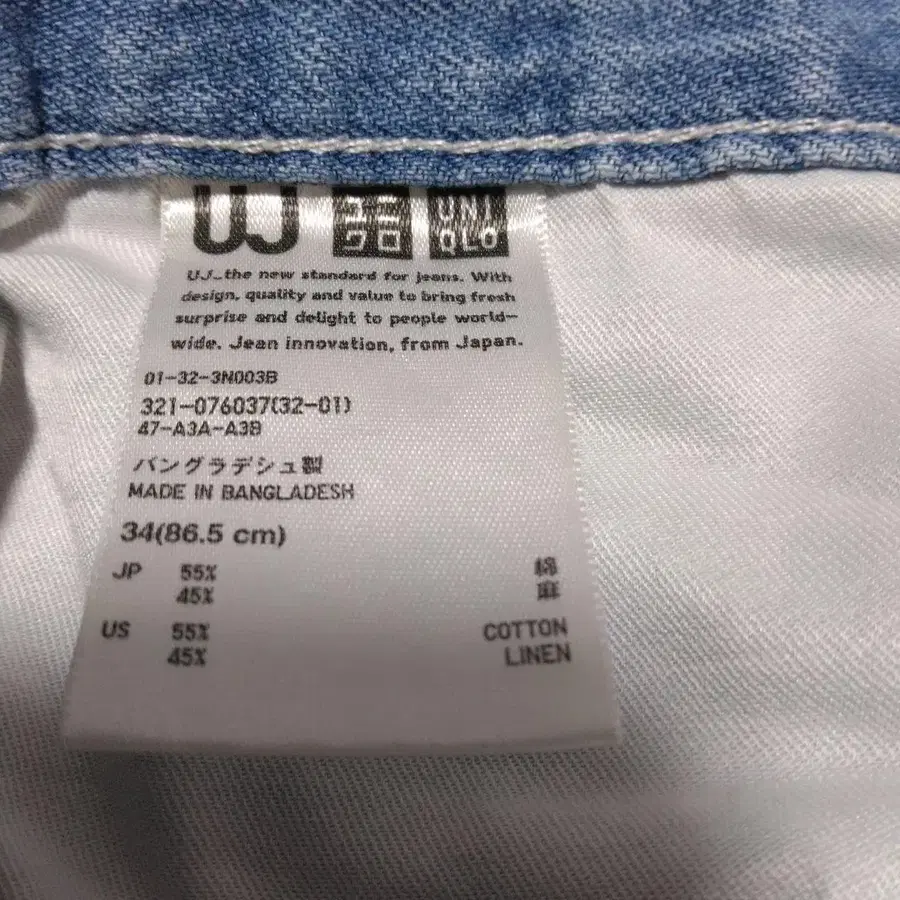 UJ ユニ UNI
クロ QLO
UJ_the new standard for jeans. With
design, quality and value to bring fresh
surprise and delight to people world-
wide. Jean innovation, from Japan.
01-32-3N003B
321-076037(32-01)
47-A3A-A3B
バングラデシュ製
MADE IN BANGLADESH
34(86.5 cm)
JP 55% 綿
45% 麻
US 55% COTTON
45% LINEN